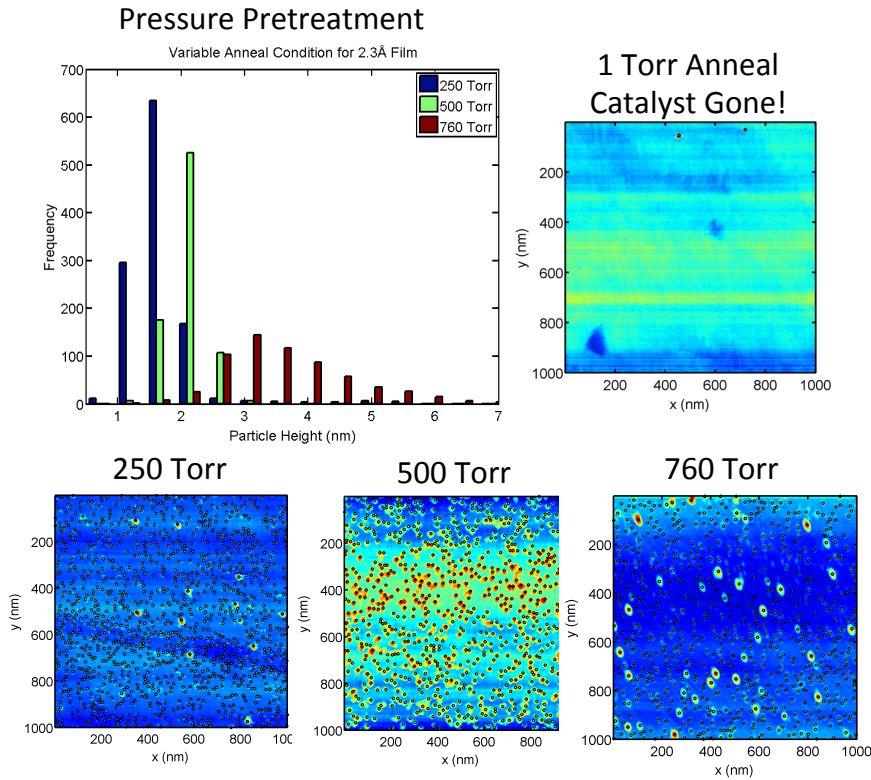 Pressure Pretreatment
Variable Anneal Condition for 2.3Å Film
700
600
500
400
300
200
100
0
Frequency
1
2
3
4
5
6
7
Particle Height (nm)
250 Torr
500 Torr
760 Torr
1 Torr Anneal
Catalyst Gone!
200
400
600
800
1000
y (nm)
200
400
600
800
1000
x (nm)
250 Torr
200
400
600
800
1000
y (nm)
200
400
600
800
100
x (nm)
500 Torr
200
400
600
800
1000
y (nm)
200
400
600
800
x (nm)
760 Torr
200
400
600
800
1000
y (nm)
200
400
600
800
1000
x (nm)